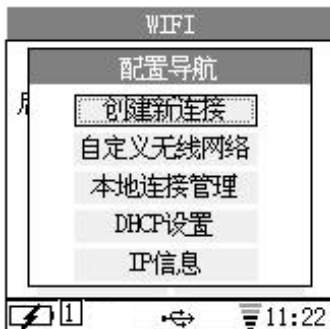 WIFI
配置导航
创建新连接
自定义无线网络
本地连接管理
DHCP设置
IP信息
1
11:22